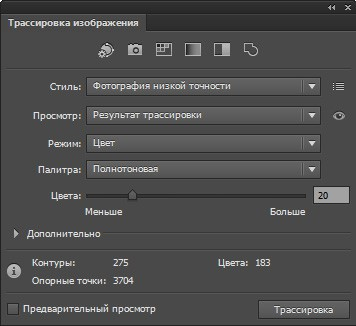 Трассировка изображения
Стиль: Фотография низкой точности
Просмотр: Результат трассировки
Режим: Цвет
Палитра: Полнотоновая
Цвета: 20
Меньше Больше
Дополнительно
Контуры: 275 Цвета: 183
Опорные точки: 3704
Предварительный просмотр Трассировка